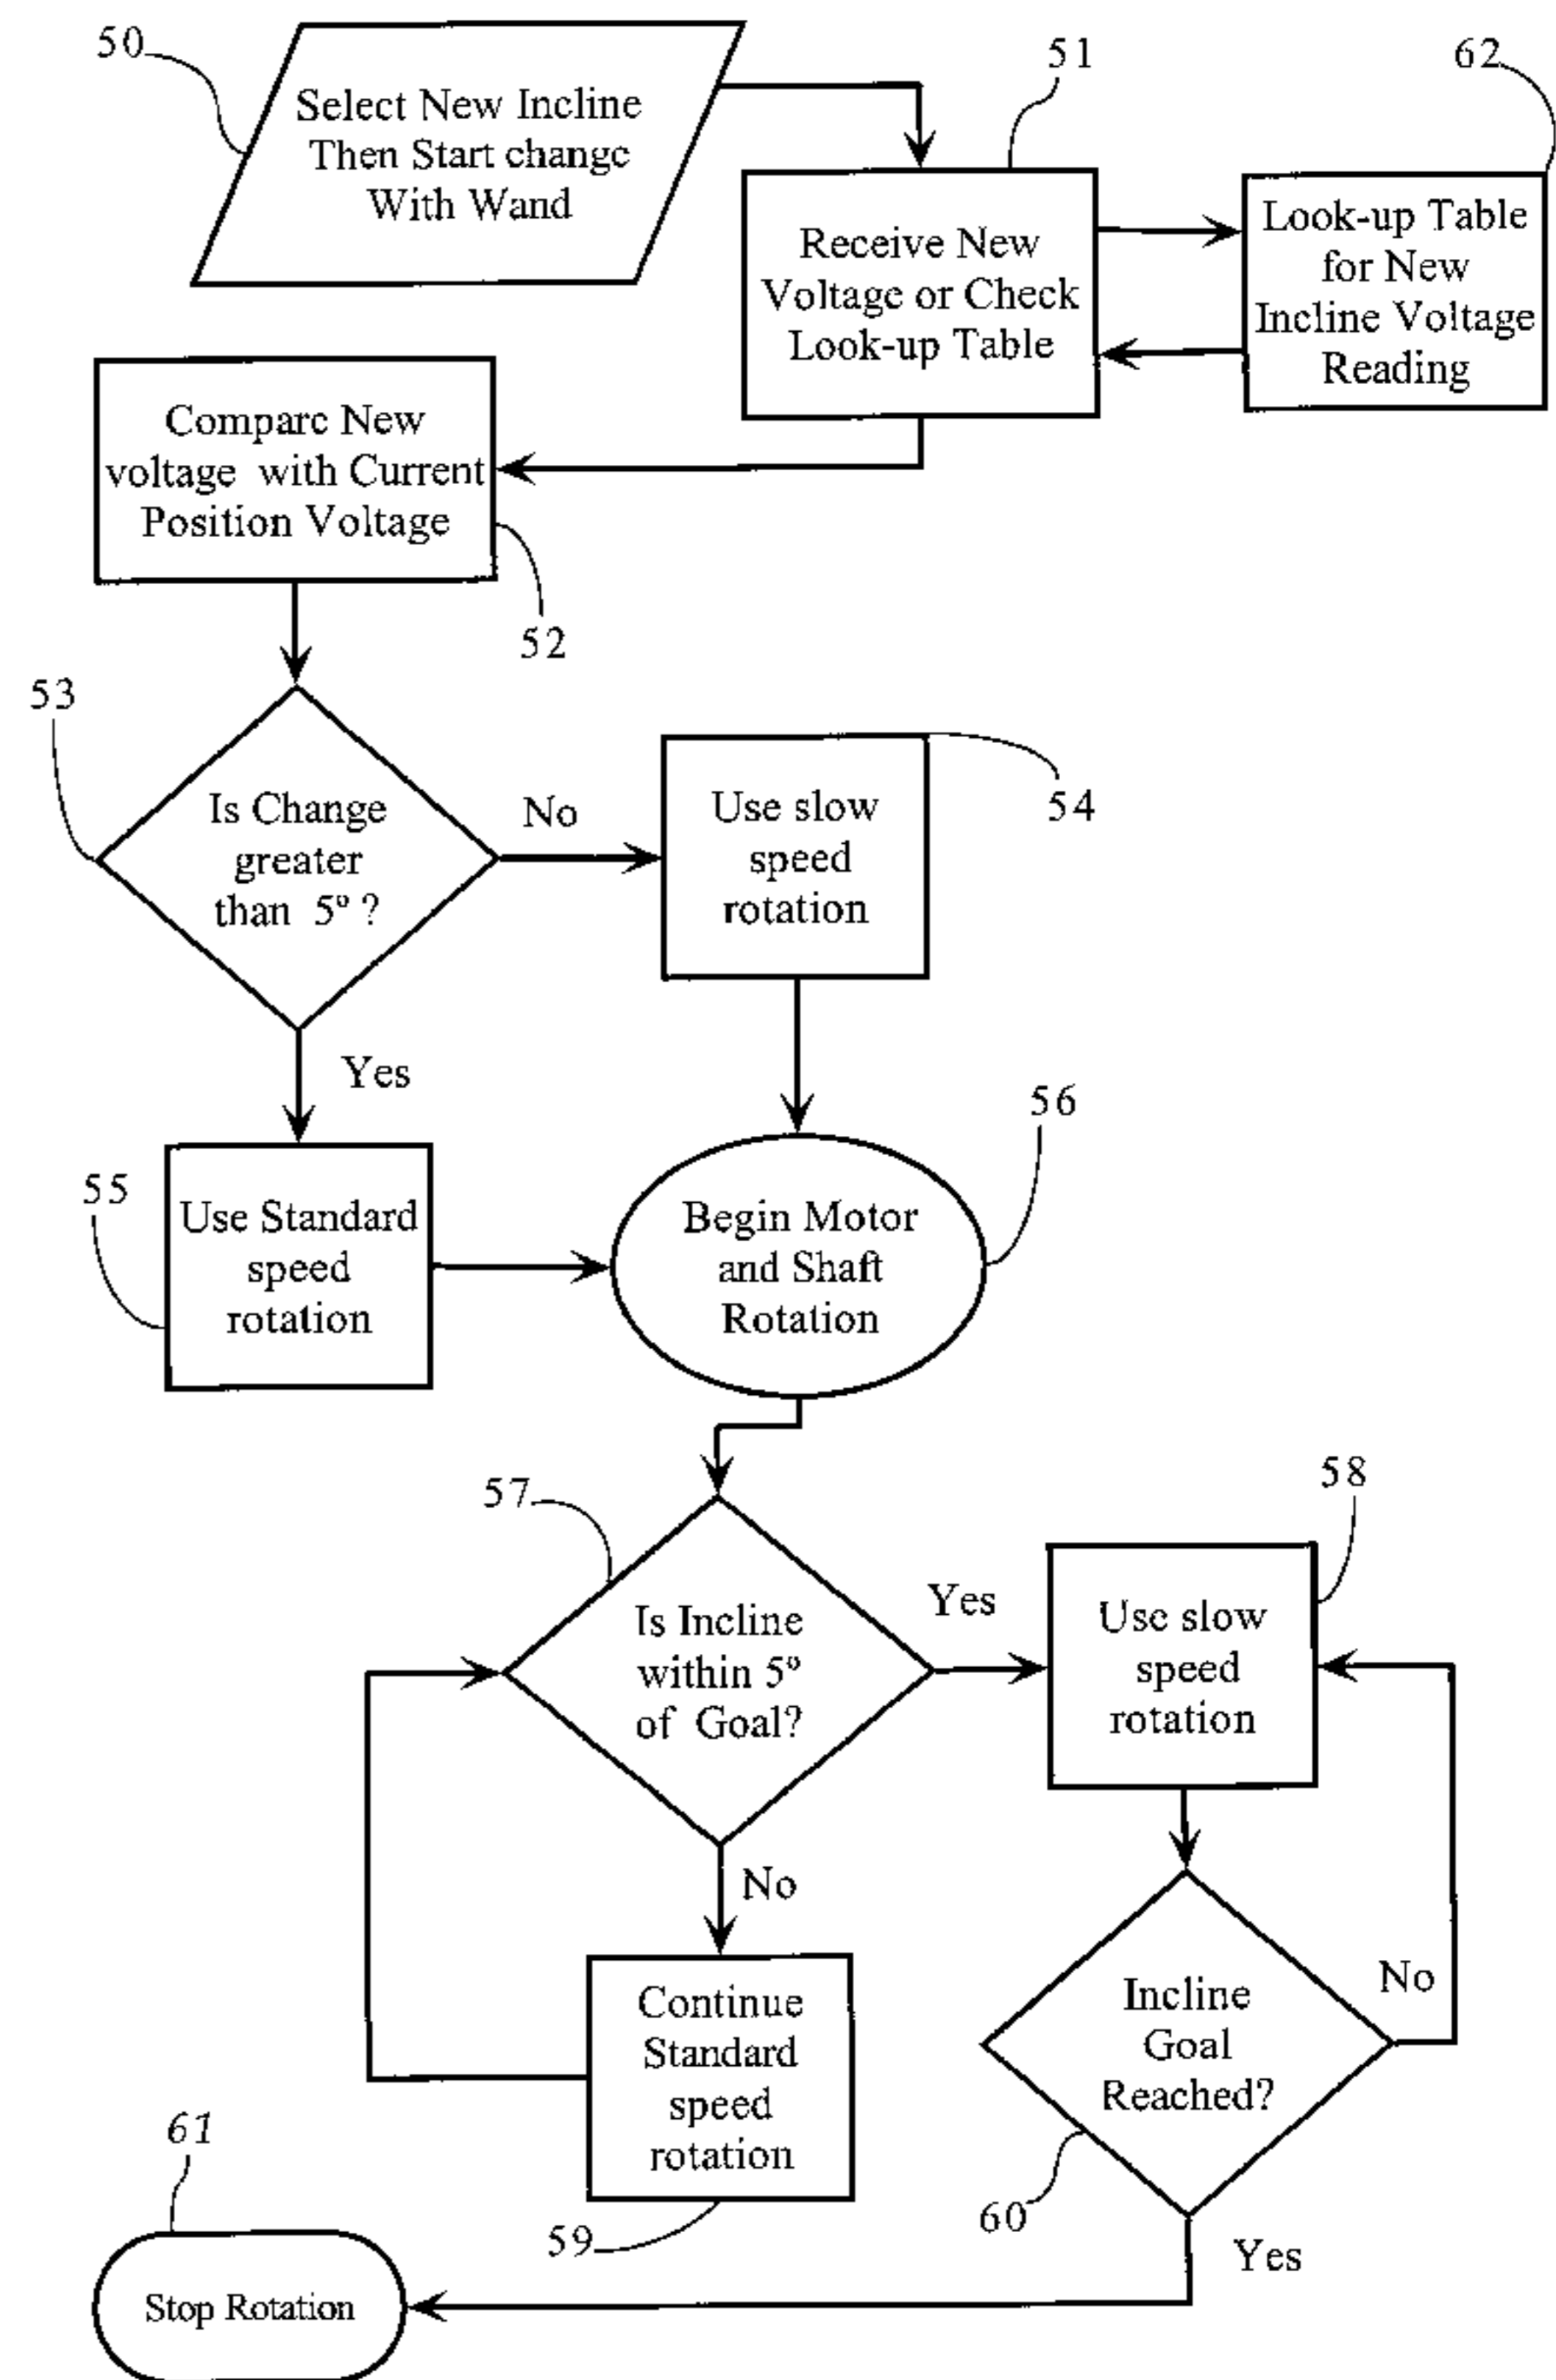 50
Select New Incline
Then Start change
With Wand
51
Receive New
Voltage or Check
Look-up Table
62
Look-up Table
for New
Incline Voltage
Reading
Compare New
voltage with Current
Position Voltage
52
53
Is Change
greater
than 5º ?
No
Use slow
speed
rotation
54
Yes
55
Use Standard
speed
rotation
56
Begin Motor
and Shaft
Rotation
57
Is Incline
within 5º
of Goal?
Yes
58
Use slow
speed
rotation
No
Continue
Standard
speed
rotation
59
Incline
Goal
Reached?
No
60
Yes
61
Stop Rotation